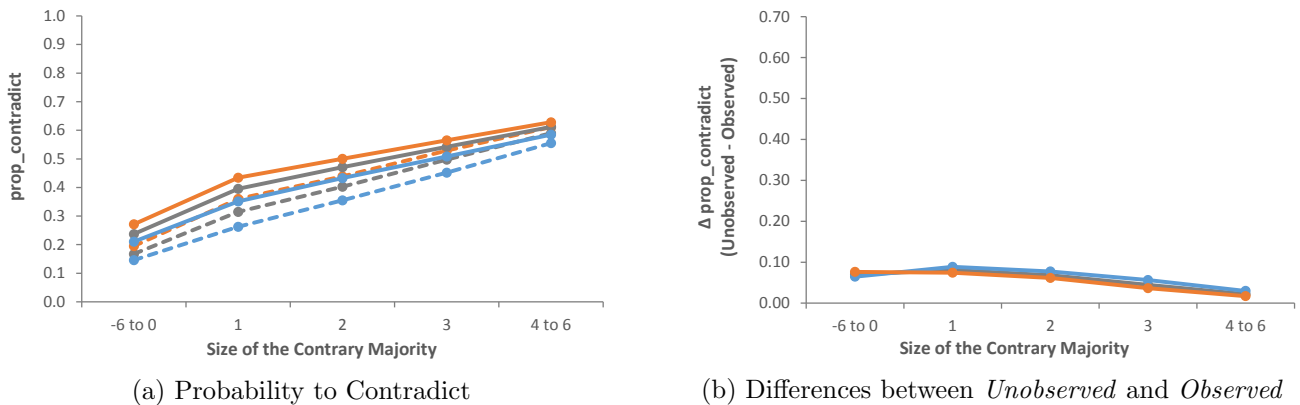 prop_contradict
1.0
0.9
0.8
0.7
0.6
0.5
0.4
0.3
0.2
0.1
0.0
-6 to 0 1 2 3 4 to 6
Size of the Contrary Majority
(a) Probability to Contradict
Δ prop_contradict
(Unobserved - Observed)
0.70
0.60
0.50
0.40
0.30
0.20
0.10
0.00
-6 to 0 1 2 3 4 to 6
Size of the Contrary Majority
(b) Differences between Unobserved and Observed